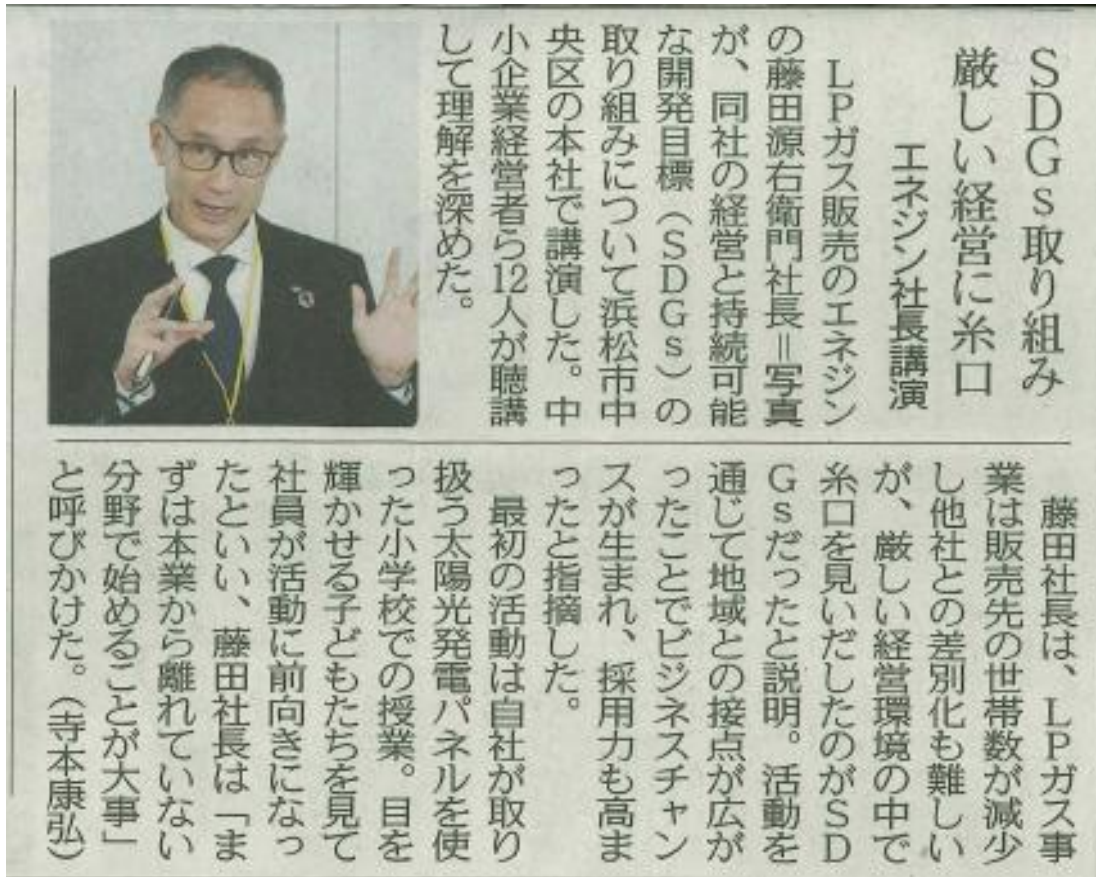 SDGs取り組み
厳しい経営に糸口
エネジン社長講演
LPガス販売のエネジン
の藤田源右衛門社長＝写真
が、同社の経営と持続可能
な開発目標（SDGs）の
取り組みについて浜松市中
央区の本社で講演した。中
小企業経営者ら12人が聴講
して理解を深めた。
藤田社長は、LPガス事
業は販売先の世帯数が減少
し他社との差別化も難しい
が、厳しい経営環境の中で
糸口を見いだしたのがSD
Gsだったと説明。活動を
通じて地域との接点が広が
ったことでビジネスチャン
スが生まれ、採用力も高ま
ったと指摘した。
最初の活動は自社が取り
扱う太陽光発電パネルを使
った小学校での授業。目を
輝かせる子どもたちを見て
社員が活動に前向きになっ
たといい、藤田社長は「ま
ずは本業から離れていない
分野で始めることが大事」
と呼びかけた。（寺本康弘）